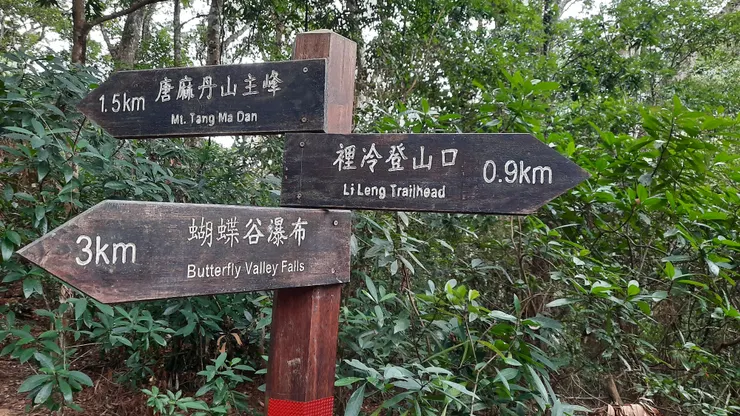 1.5km 唐麻丹山主峰
Mt. Tang Ma Dan
裡冷登山口 0.9km
Li Leng Trailhead
3km 蝴蝶谷瀑布
Butterfly Valley Falls